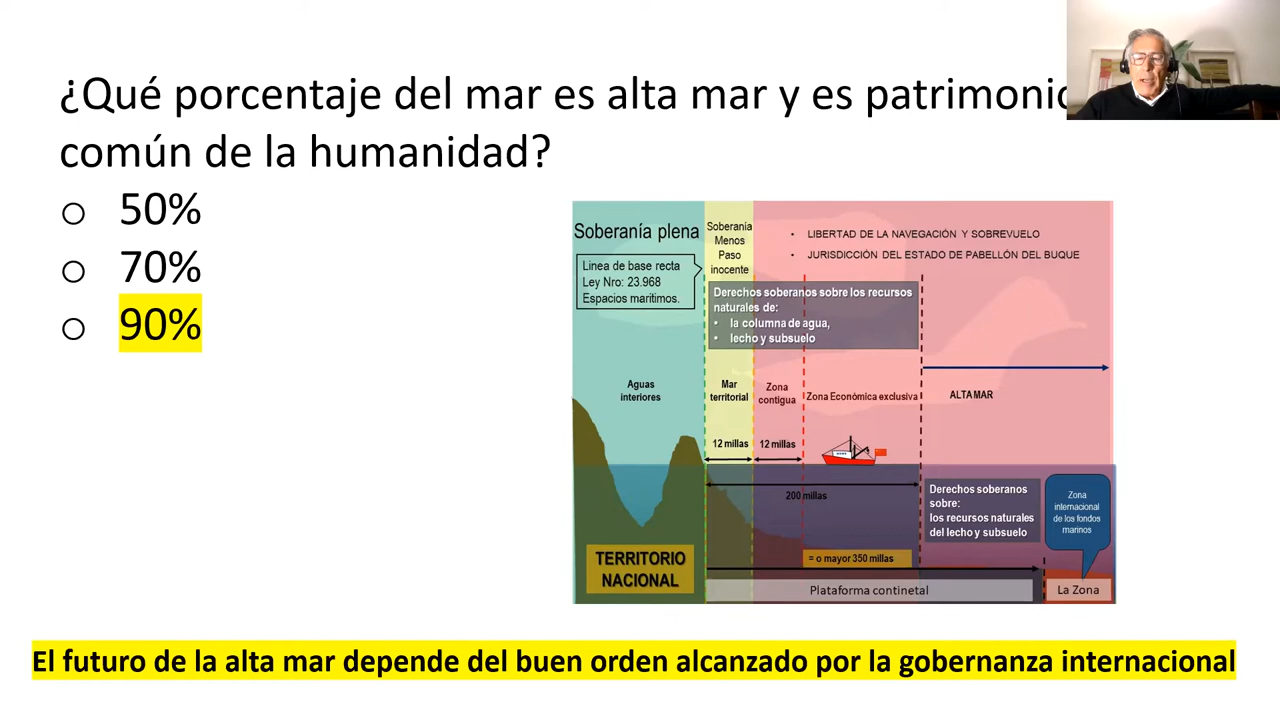 ¿Qué porcentaje del mar es alta mar y es patrimonio
común de la humanidad?
o 50%
o 70%
o 90%
Soberanía plena
Linea de base recta
Ley Nro: 23.968
Espacios maritimos.
Soberanía
Menos
Paso
inocente
• LIBERTAD DE LA NAVEGACIÓN Y SOBREVUELO
• JURISDICCIÓN DEL ESTADO DE PABELLÓN DEL BUQUE
Derechos soberanos sobre los recursos
naturales de:
• la columna de agua,
• lecho y subsuelo
Aguas
interiores
Mar
territorial
Zona
contigua
Zona Económica exclusiva
ALTA MAR
12 millas
12 millas
200 millas
Derechos soberanos
sobre:
los recursos naturales
del lecho y subsuelo
Zona
internacional
de los fondos
marinos
TERRITORIO
NACIONAL
= o mayor 350 millas
Plataforma continetal
La Zona
El futuro de la alta mar depende del buen orden alcanzado por la gobernanza internacional